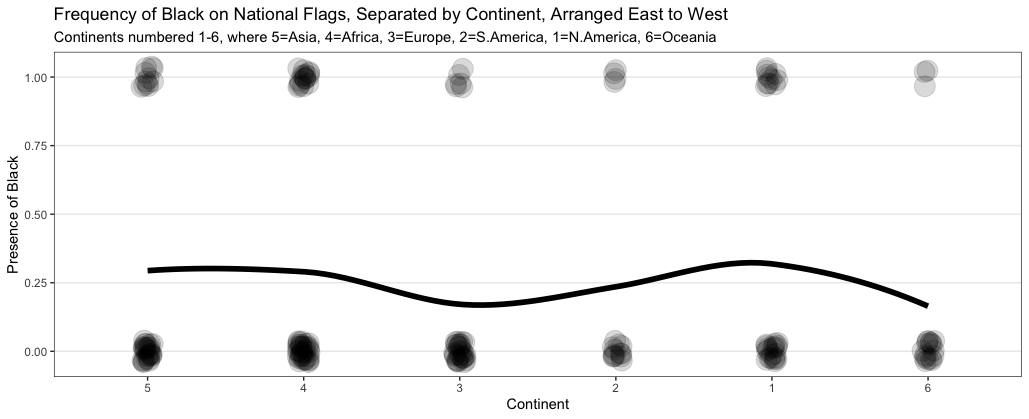 Frequency of Black on National Flags, Separated by Continent, Arranged East to West
Continents numbered 1-6, where 5=Asia, 4=Africa, 3=Europe, 2=S.America, 1=N.America, 6=Oceania
Presence of Black
1.00
0.75
0.50
0.25
0.00
5 4 3 2 1 6
Continent